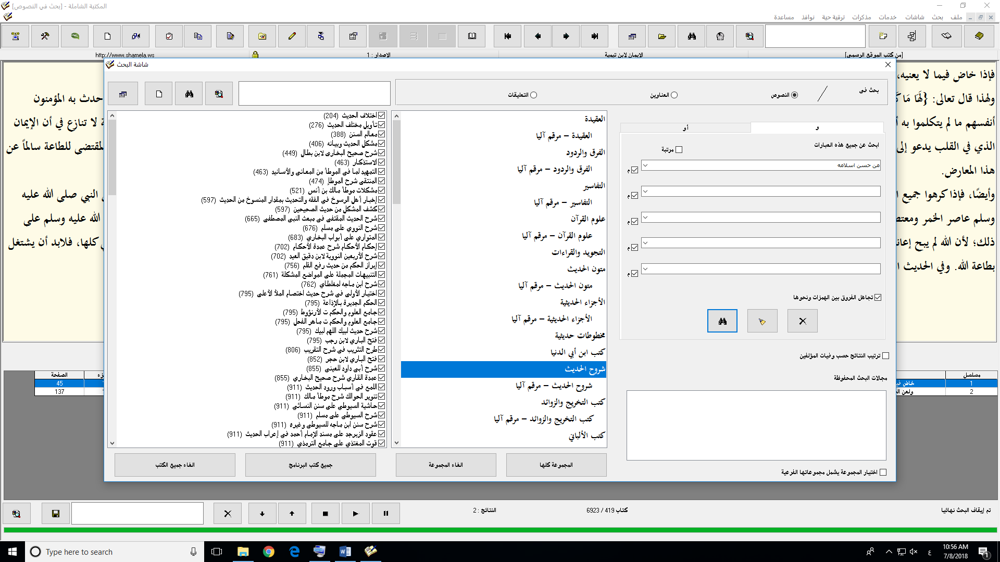 المكتبة الشاملة - [بحث في النصوص]
ملف بحث شاشات خدمات مذكرات ترقية حية نوافذ مساعدة
[من كتب الموقع الرسمي]
الإيمان لابن تيمية
الإصدار : 1
http://www.shamela.ws
شاشة البحث
فإذا خاض فيما لا يعنيه،
ولهذا قال تعالى: {لَهَا مَا
حدث به المؤمنون
أنفسهم ما لم يتكلموا به
لا تنازع في أن الإيمان
الذي في القلب يدعو إلى
لمقتضى للطاعة سالماً عن
هذا المعارض.
وأيضًا، فإذا كرهوا جميع
النبي صلى الله عليه
وسلم عاصر الخمر ومعتص
الله عليه وسلم على
ذلك؛ لأن الله لم يبح إعان
كلها، فلابد أن يشتغل
بطاعة الله. وفي الحديث
بحث في
النصوص
العناوين
التعليقات
و
أو
ابحث عن جميع هذه العبارات
مرتبة
من حسن اسلامه
م
م
م
م
م
تجاهل الفروق بين الهمزات ونحوها
ترتيب النتائج حسب وفيات المؤلفين
مجالات البحث المحفوظة
اختيار المجموعة يشمل مجموعاتها الفرعية
العقيدة
العقيدة – مرقم آليا
الفرق والردود
الفرق والردود – مرقم آليا
التفاسير
التفاسير – مرقم آليا
علوم القرآن
علوم القرآن – مرقم آليا
التجويد والقراءات
متون الحديث
متون الحديث – مرقم آليا
الأجزاء الحديثية
الأجزاء الحديثية – مرقم آليا
مخطوطات حديثية
كتب ابن أبي الدنيا
شروح الحديث
شروح الحديث – مرقم آليا
كتب التخريج والزوائد
كتب التخريج والزوائد – مرقم آليا
كتب الألباني
المجموعة كلها
الغاء المجموعة
اختلاف الحديث (204)
تأويل مختلف الحديث (276)
معالم السنن (388)
مشكل الحديث وبيانه (406)
شرح صحيح البخارى لابن بطال (449)
الاستذكار (463)
التمهيد لما في الموطأ من المعاني والأسانيد (463)
المنتقى شرح الموطإ (474)
مشكلات موطأ مالك بن أنس (521)
إخبار أهل الرسوخ في الفقه والتحديث بمقدار المنسوخ من الحديث (597)
كشف المشكل من حديث الصحيحين (597)
شرح الحديث المقتفى في مبعث النبي المصطفى (665)
شرح النووي على مسلم (676)
المتواري على أبواب البخاري (683)
إحكام الأحكام شرح عمدة الأحكام (702)
شرح الأربعين النووية لابن دقيق العيد (702)
إبراز الحكم من حديث رفع القلم (756)
التنبيهات المجملة على المواضع المشكلة (761)
شرح ابن ماجه لمغلطاي (762)
اختيار الأولى في شرح حديث اختصام الملأ الأعلى (795)
الحكم الجديرة بالإذاعة (795)
جامع العلوم والحكم ت الأرنؤوط (795)
جامع العلوم والحكم ت ماهر الفحل (795)
شرح حديث لبيك اللهم لبيك (795)
فتح الباري لابن رجب (795)
طرح التثريب في شرح التقريب (806)
فتح الباري لابن حجر (852)
شرح أبي داود للعيني (855)
عمدة القاري شرح صحيح البخاري (855)
اللمع في أسباب ورود الحديث (911)
تنوير الحوالك شرح موطأ مالك (911)
حاشية السيوطي على سنن النسائي (911)
شرح السيوطي على مسلم (911)
شرح سنن ابن ماجه للسيوطي وغيره (911)
عقود الزبرجد على مسند الإمام أحمد في إعراب الحديث (911)
قوت المغتذي على جامع الترمذي (911)
جميع كتب البرنامج
الغاء جميع الكتب
مسلسل
الصفحة
1
خاض
45
2
ولعن
137
تم إيقاف البحث نهائيا
كتاب 419 / 6923
النتائج : 2
Type here to search
ع
10:56 AM
7/8/2018
1